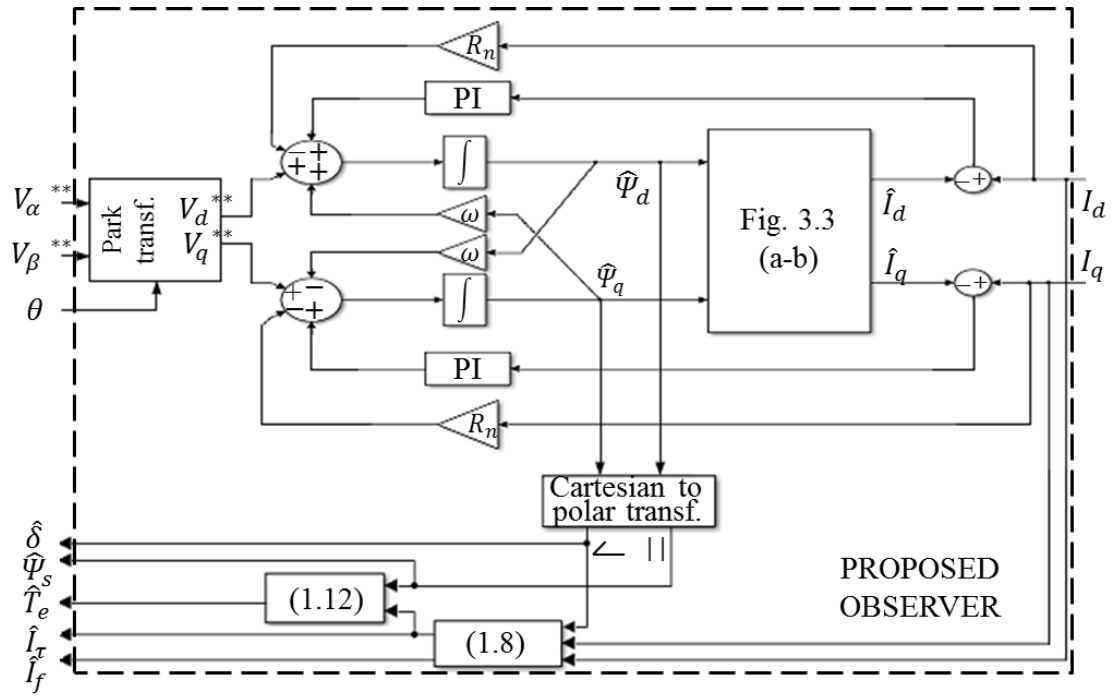 R_n
PI
∫
− + + +
V_α**
V_β**
θ
Park
transf.
V_d**
V_q**
ω
ω
Ψ̂_d
Ψ̂_q
Fig. 3.3
(a-b)
Î_d
Î_q
- +
- +
I_d
I_q
+ − − +
∫
PI
R_n
Cartesian to
polar transf.
∠ ||
δ̂
Ψ̂_s
T̂_e
Î_τ
Î_f
(1.12)
(1.8)
PROPOSED
OBSERVER